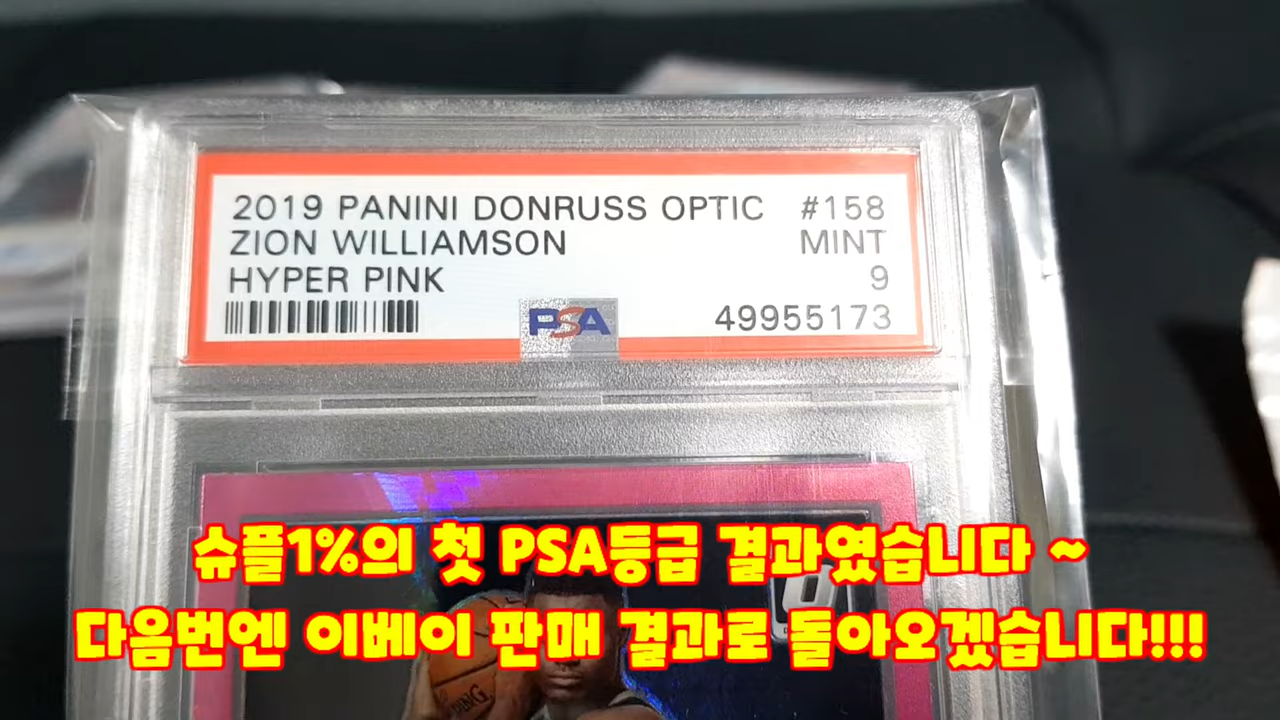 2019 PANINI DONRUSS OPTIC #158
ZION WILLIAMSON MINT
HYPER PINK 9
PSA 49955173
슈플1%의 첫 PSA등급 결과였습니다 ~
다음번엔 이베이 판매 결과로 돌아오겠습니다!!!